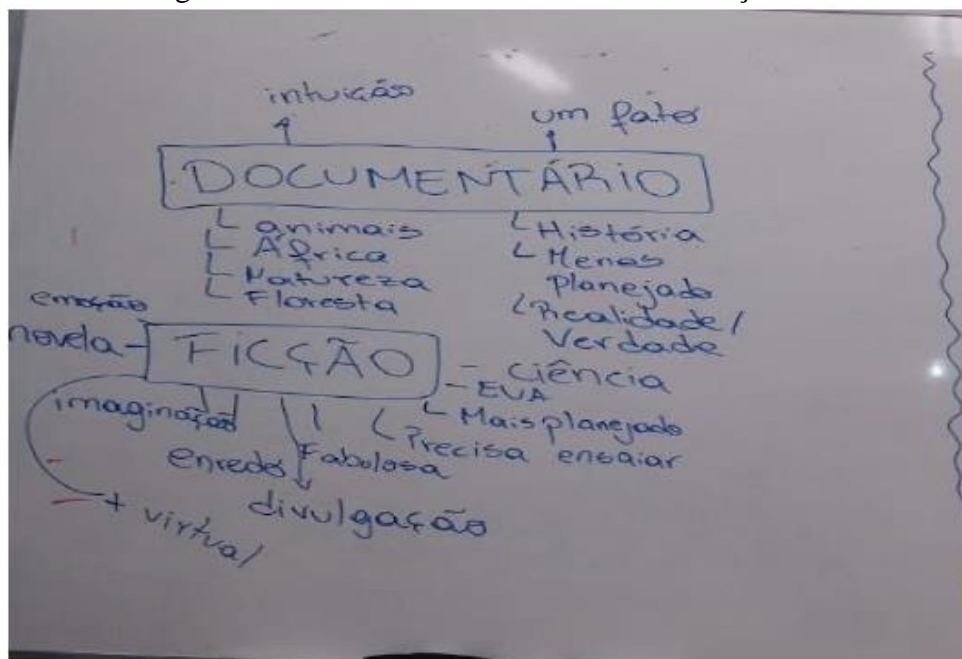 intuição
um fato
DOCUMENTÁRIO
animais
África
Natureza
Floresta
História
Menos
planejado
Realidade/
Verdade
emoção
novela
FICÇÃO
ciência
EVA
Mais planejado
Precisa ensaiar
imaginação
enredo
Fabulosa
divulgação
+ virtual